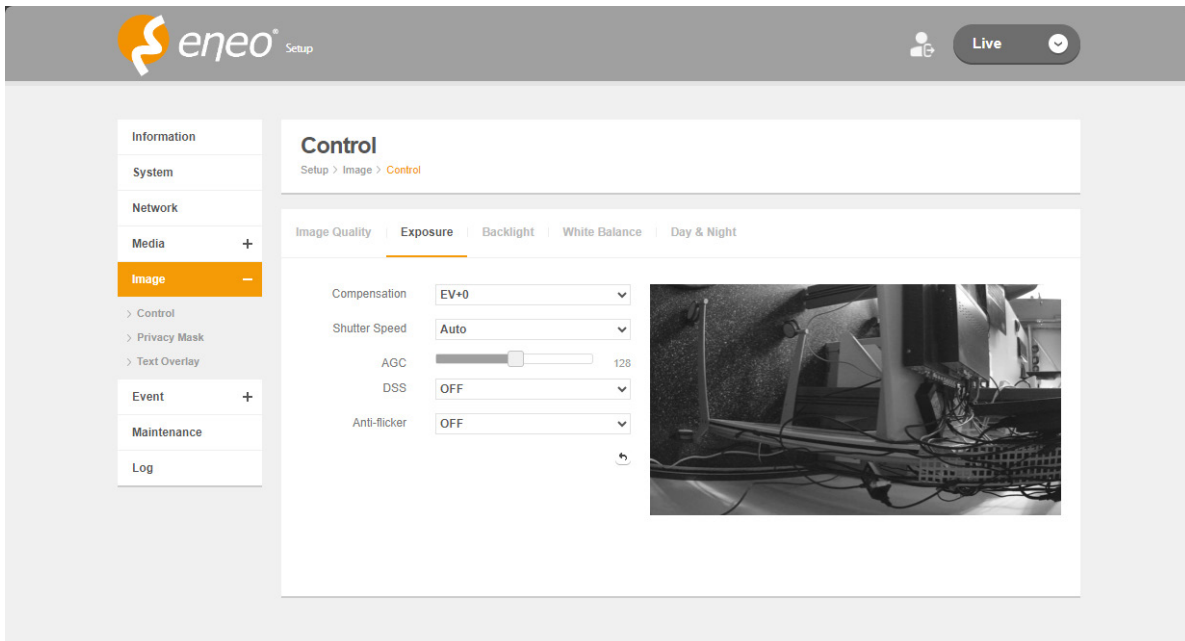 eneo® Setup
Live
Information
System
Network
Media +
Image −
> Control
> Privacy Mask
> Text Overlay
Event +
Maintenance
Log
Control
Setup > Image > Control
Image Quality | Exposure | Backlight | White Balance | Day & Night
Compensation EV+0
Shutter Speed Auto
AGC 128
DSS OFF
Anti-flicker OFF